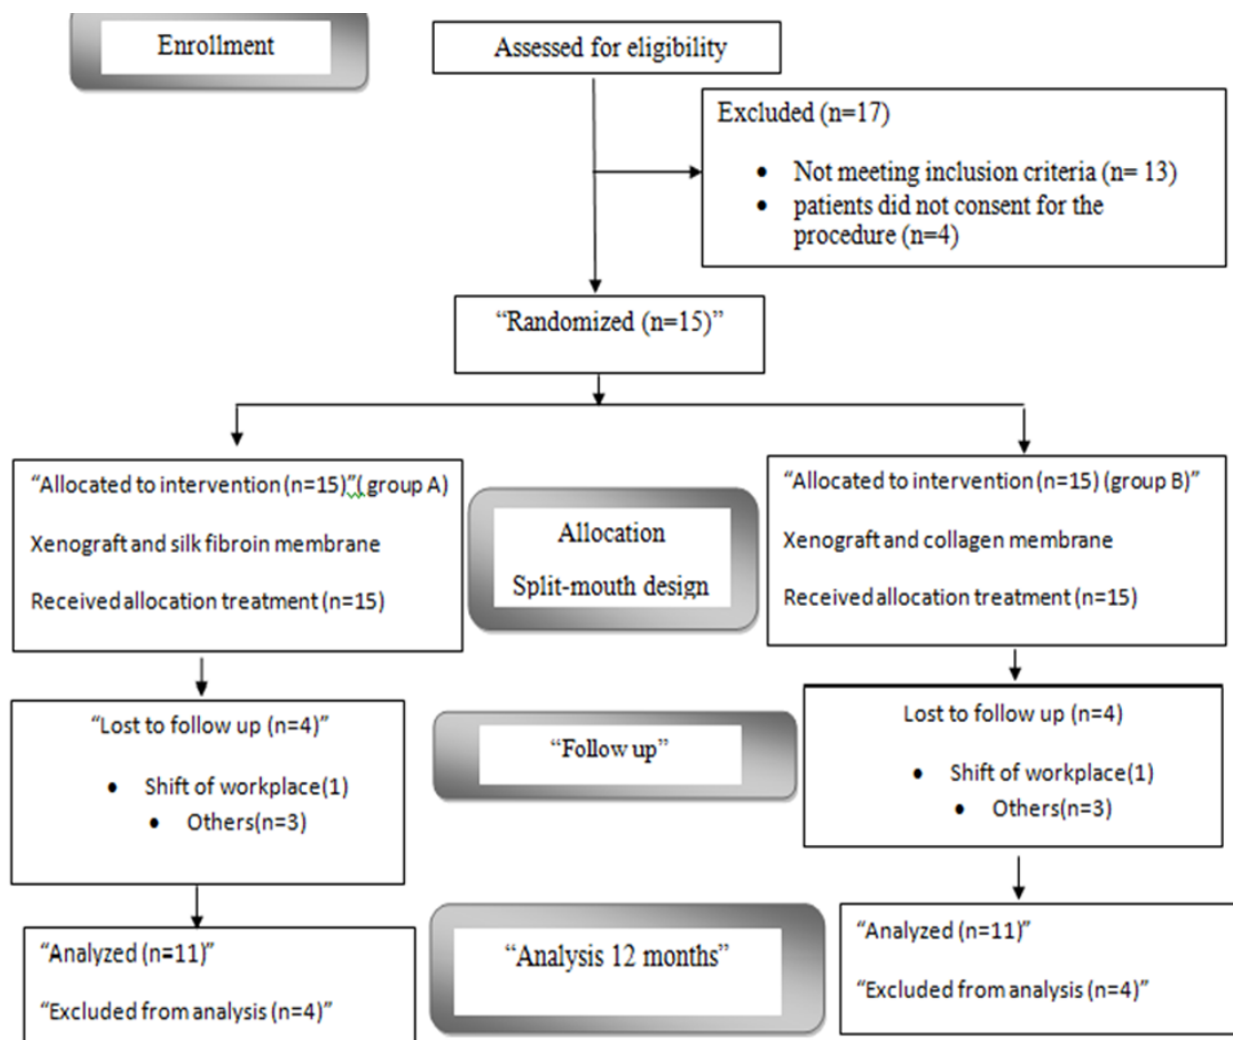 Enrollment
Assessed for eligibility
Excluded (n=17)
• Not meeting inclusion criteria (n= 13)
• patients did not consent for the
procedure (n=4)
“Randomized (n=15)”
“Allocated to intervention (n=15)”( group A)
Xenograft and silk fibroin membrane
Received allocation treatment (n=15)
Allocation
Split-mouth design
“Allocated to intervention (n=15) (group B)”
Xenograft and collagen membrane
Received allocation treatment (n=15)
“Lost to follow up (n=4)”
• Shift of workplace(1)
• Others(n=3)
“Follow up”
Lost to follow up (n=4)
• Shift of workplace(1)
• Others(n=3)
“Analyzed (n=11)”
“Excluded from analysis (n=4)”
“Analysis 12 months”
“Analyzed (n=11)”
“Excluded from analysis (n=4)”